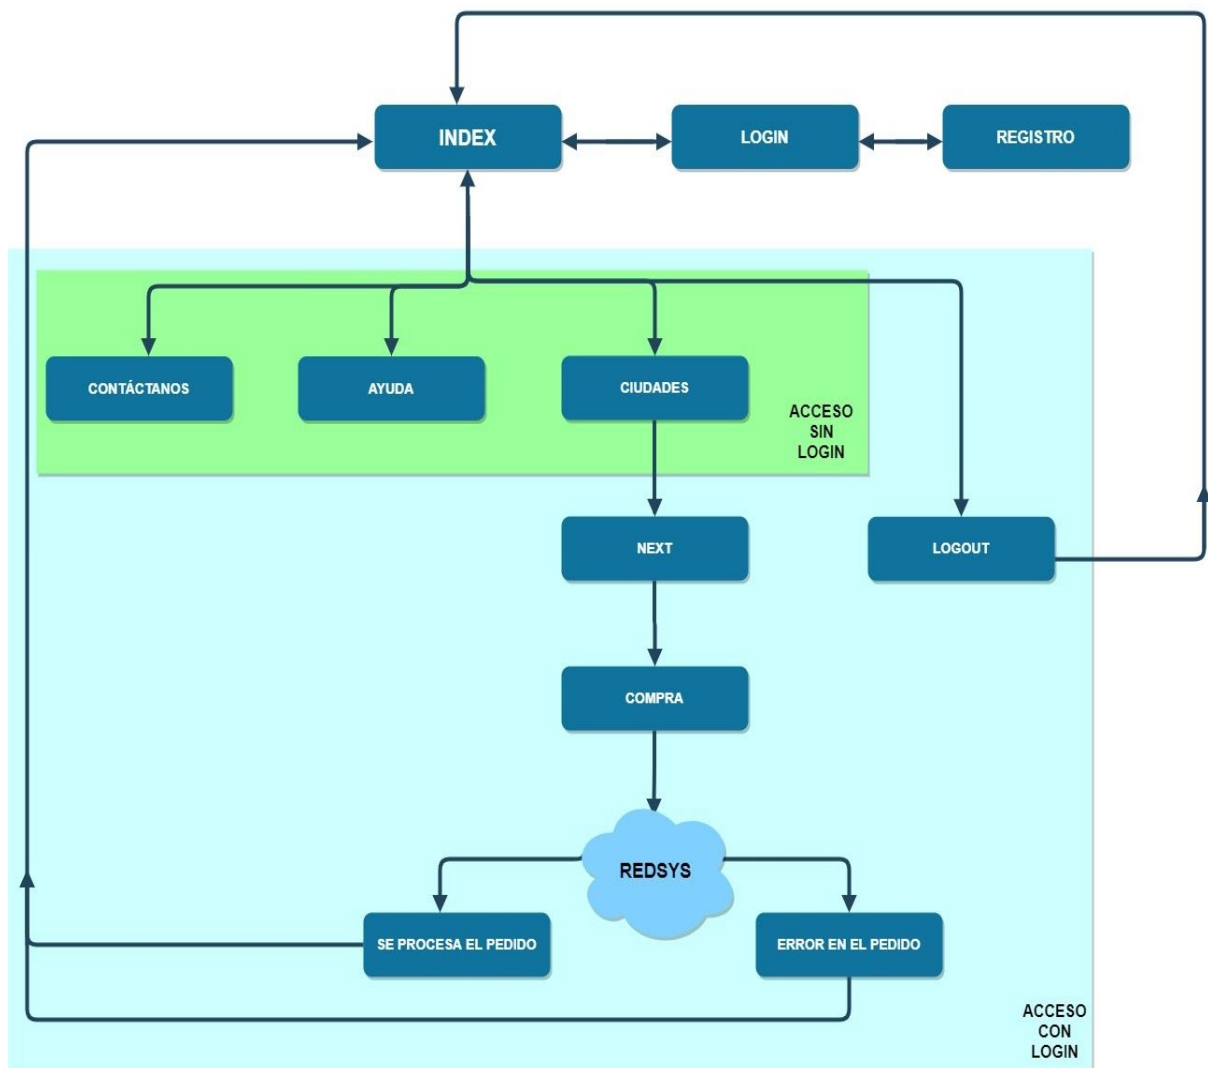 INDEX
LOGIN
REGISTRO
CONTÁCTANOS
AYUDA
CIUDADES
ACCESO
SIN
LOGIN
NEXT
LOGOUT
COMPRA
REDSYS
SE PROCESA EL PEDIDO
ERROR EN EL PEDIDO
ACCESO
CON
LOGIN